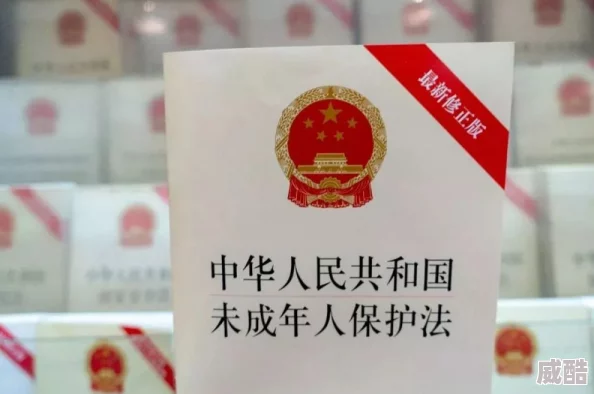 最新修正版
中华人民共和国
未成年人保护法
威酷